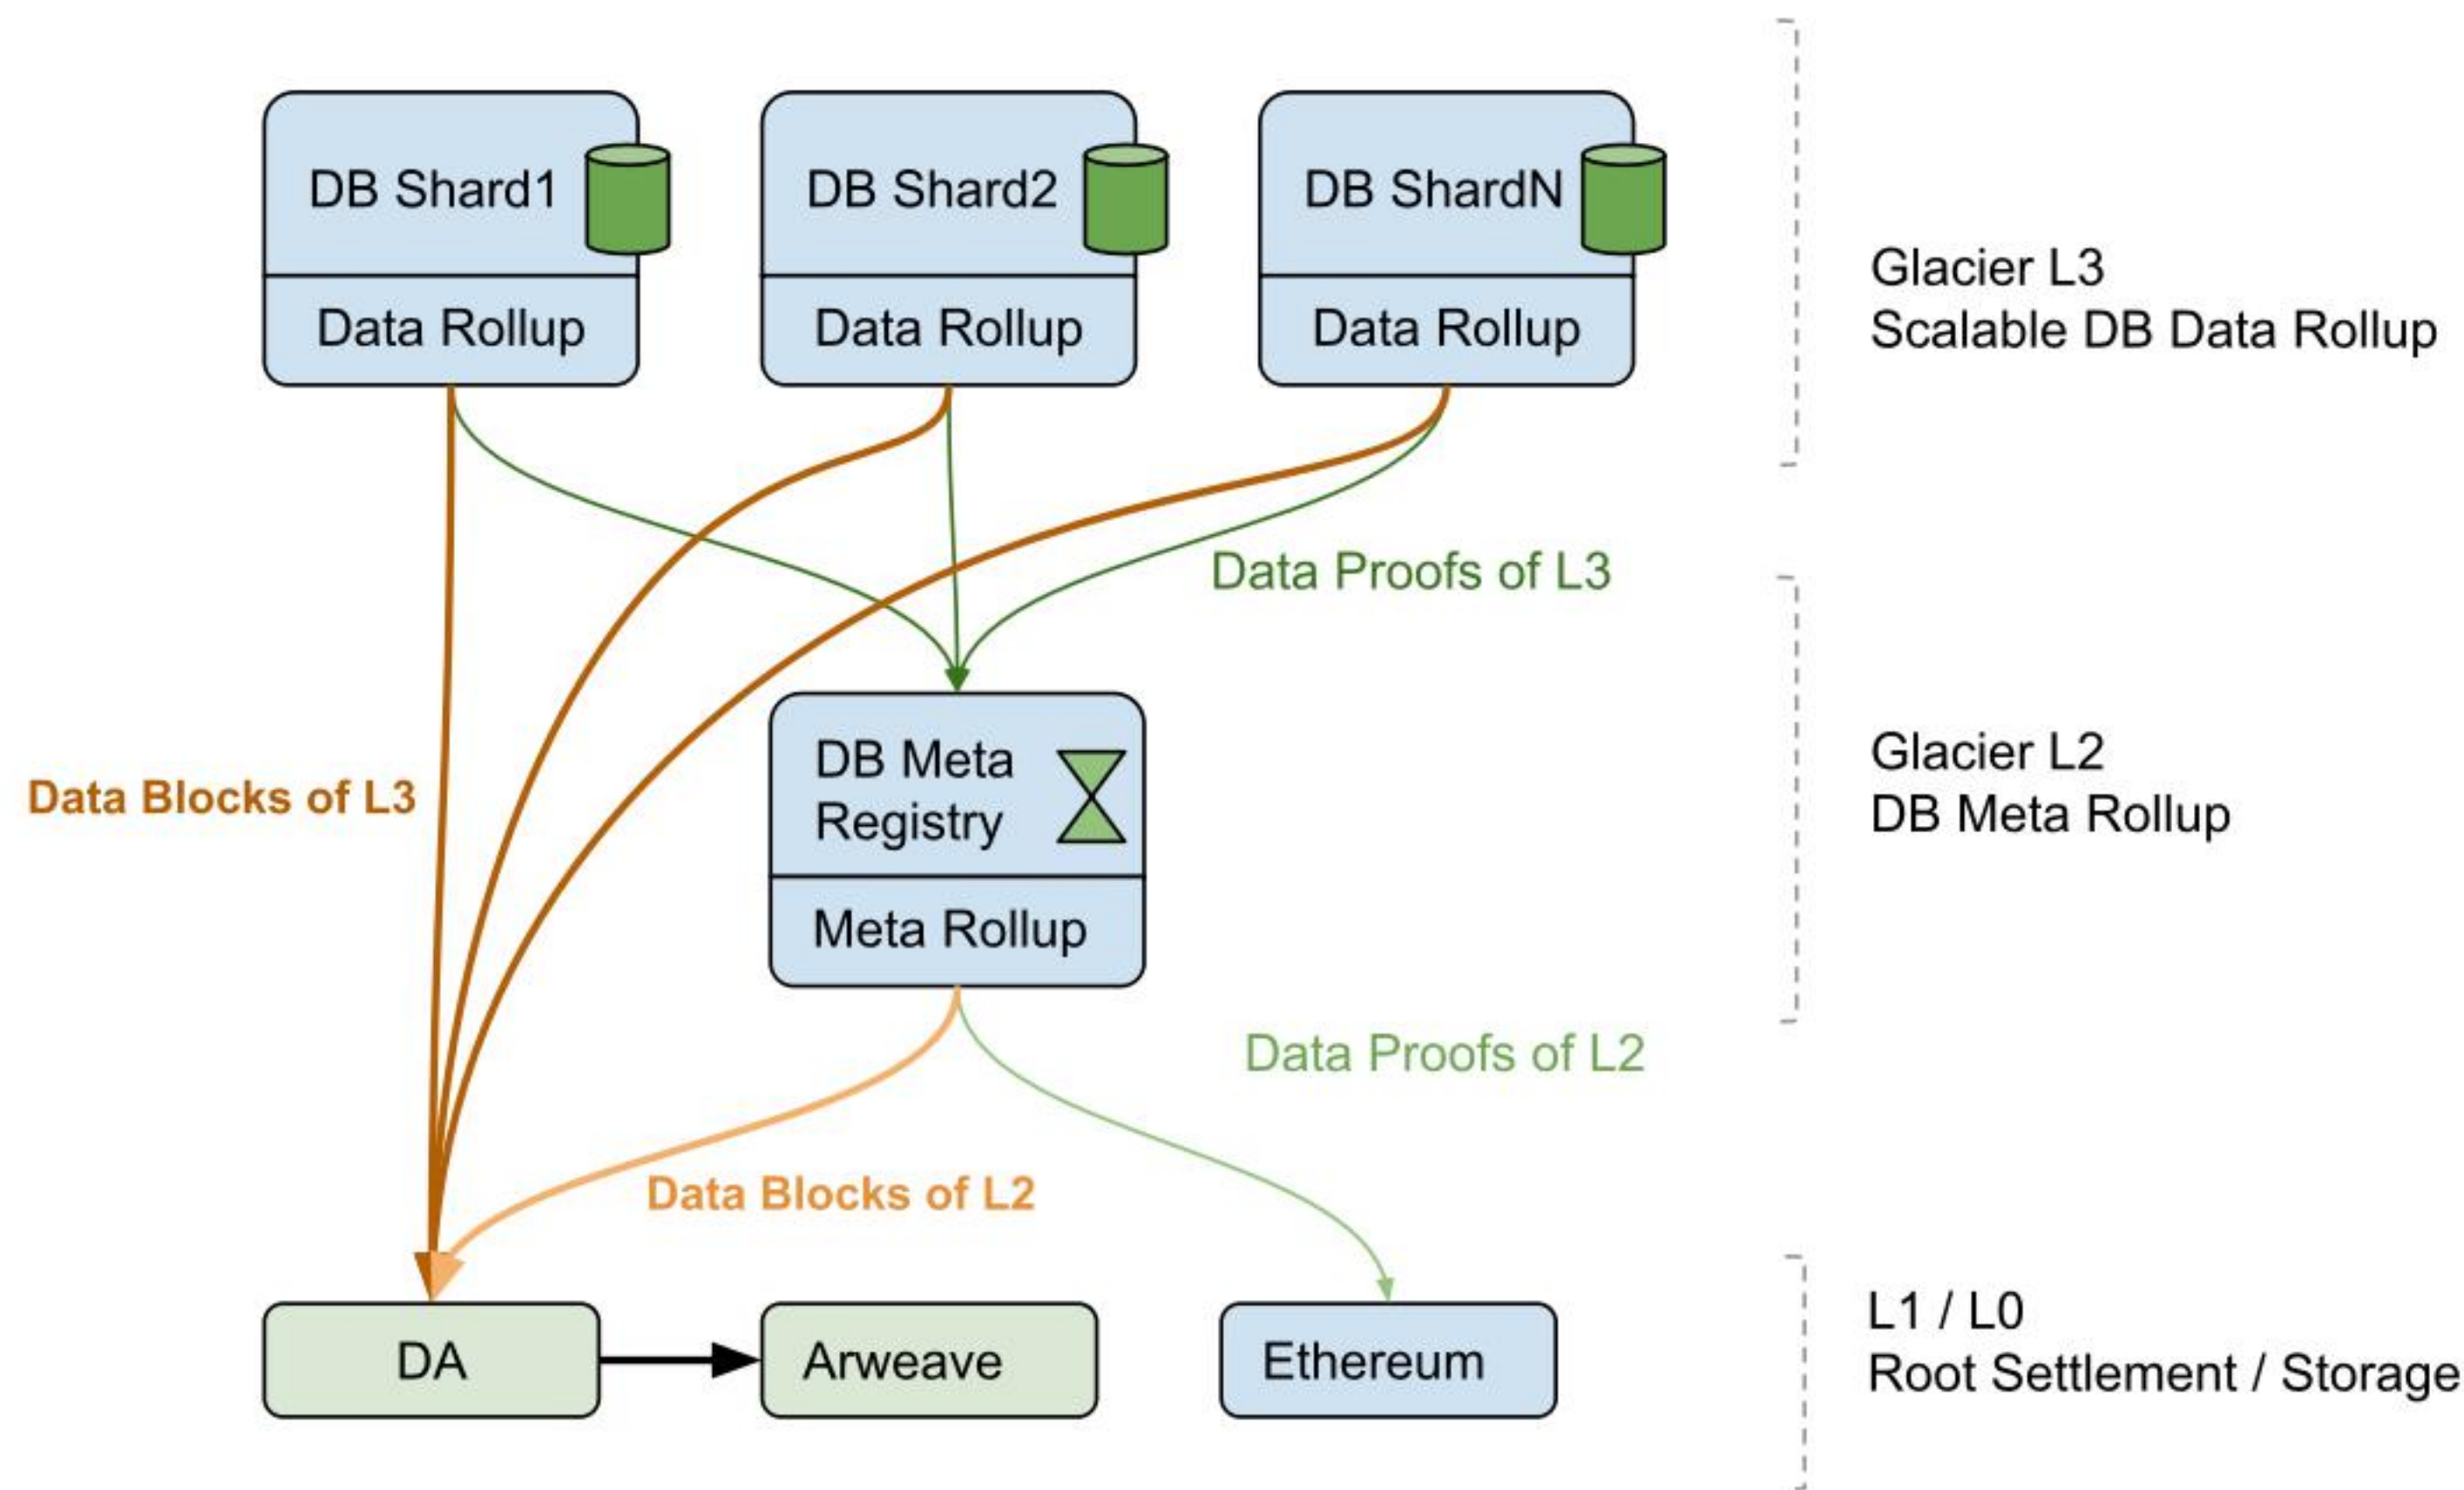 DB Shard1
Data Rollup
DB Shard2
Data Rollup
DB ShardN
Data Rollup
Glacier L3
Scalable DB Data Rollup
Data Proofs of L3
Data Blocks of L3
DB Meta
Registry
Meta Rollup
Glacier L2
DB Meta Rollup
Data Proofs of L2
Data Blocks of L2
DA
Arweave
Ethereum
L1 / L0
Root Settlement / Storage